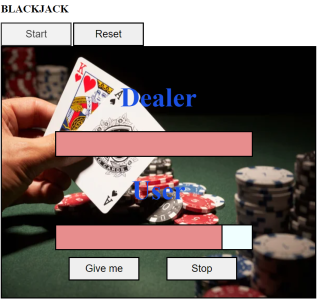 BLACKJACK
Start Reset
K
A
Dealer
User
Give me Stop